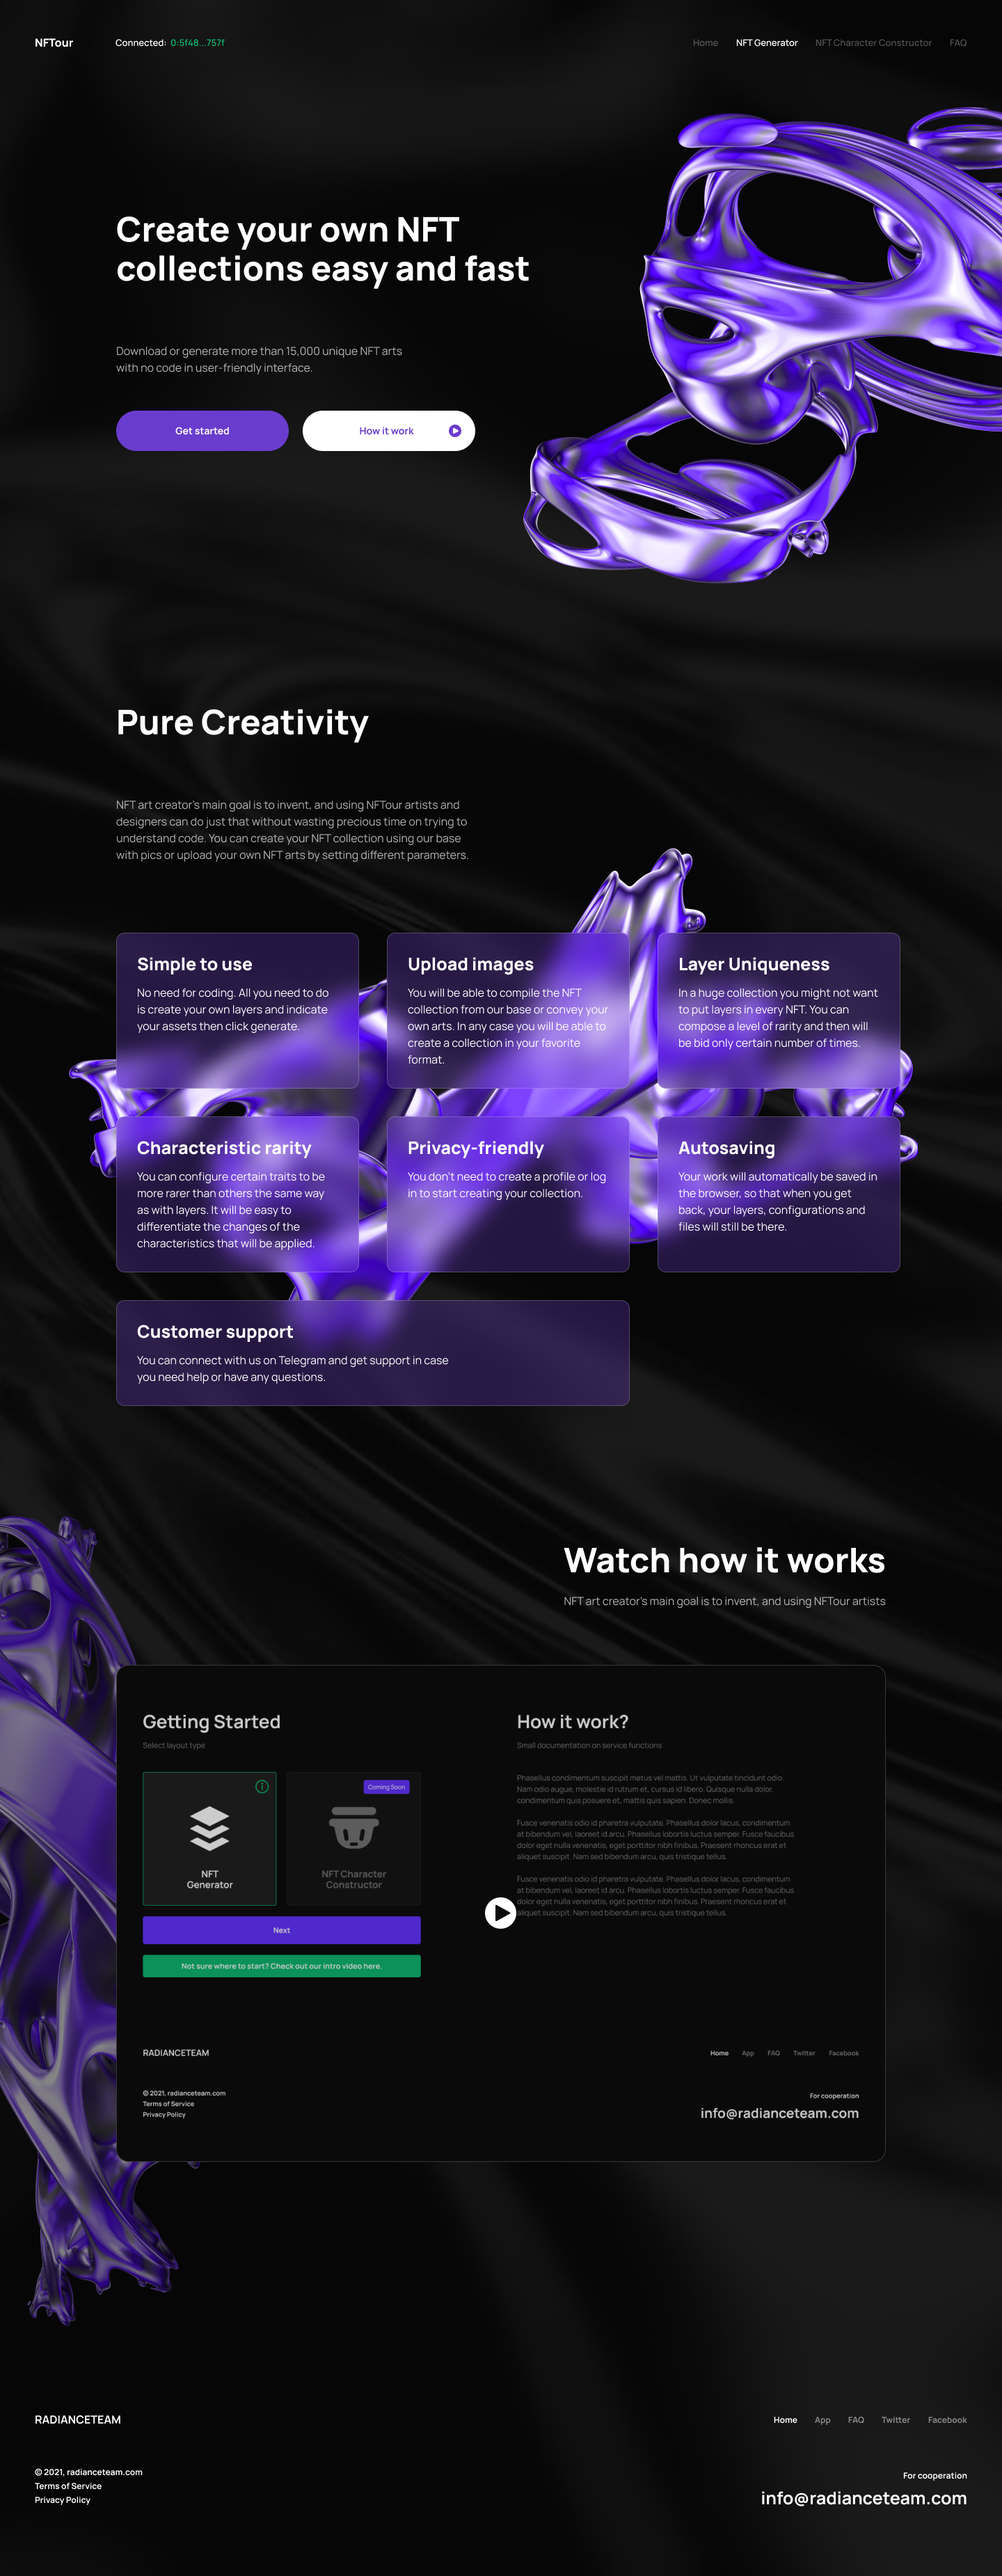 NFTour
Connected: 0:5f48...757f
Home NFT Generator NFT Character Constructor FAQ
Create your own NFT
collections easy and fast
Download or generate more than 15,000 unique NFT arts
with no code in user-friendly interface.
Get started
How it work
Pure Creativity
NFT art creator's main goal is to invent, and using NFTour artists and
designers can do just that without wasting precious time on trying to
understand code. You can create your NFT collection using our base
with pics or upload your own NFT arts by setting different parameters.
Simple to use
No need for coding. All you need to do
is create your own layers and indicate
your assets then click generate.
Upload images
You will be able to compile the NFT
collection from our base or convey your
own arts. In any case you will be able to
create a collection in your favorite
format.
Layer Uniqueness
In a huge collection you might not want
to put layers in every NFT. You can
compose a level of rarity and then will
be bid only certain number of times.
Characteristic rarity
You can configure certain traits to be
more rarer than others the same way
as with layers. It will be easy to
differentiate the changes of the
characteristics that will be applied.
Privacy-friendly
You don't need to create a profile or log
in to start creating your collection.
Autosaving
Your work will automatically be saved in
the browser, so that when you get
back, your layers, configurations and
files will still be there.
Customer support
You can connect with us on Telegram and get support in case
you need help or have any questions.
Watch how it works
NFT art creator's main goal is to invent, and using NFTour artists
Getting Started
Select layout type
NFT
Generator
Coming Soon
NFT Character
Constructor
Next
Not sure where to start? Check out our intro video here.
How it work?
Small documentation on service functions
Phasellus condimentum suscipit metus vel mattis. Ut vulputate tincidunt odio.
Nam odio augue, molestie id rutrum et, cursus id libero. Quisque nulla dolor,
condimentum quis posuere et, mattis quis sapien. Donec mollis.
Fusce venenatis odio id pharetra vulputate. Phasellus dolor lacus, condimentum
at bibendum vel, laoreet id arcu. Phasellus lobortis luctus semper. Fusce faucibus
dolor eget nulla venenatis, eget porttitor nibh finibus. Praesent rhoncus erat et
aliquet suscipit. Nam sed bibendum arcu, quis tristique tellus.
Fusce venenatis odio id pharetra vulputate. Phasellus dolor lacus, condimentum
at bibendum vel, laoreet id arcu. Phasellus lobortis luctus semper. Fusce faucibus
dolor eget nulla venenatis, eget porttitor nibh finibus. Praesent rhoncus erat et
aliquet suscipit. Nam sed bibendum arcu, quis tristique tellus.
RADIANCETEAM
Home App FAQ Twitter Facebook
© 2021, radianceteam.com
Terms of Service
Privacy Policy
For cooperation
info@radianceteam.com
RADIANCETEAM
Home App FAQ Twitter Facebook
© 2021, radianceteam.com
Terms of Service
Privacy Policy
For cooperation
info@radianceteam.com